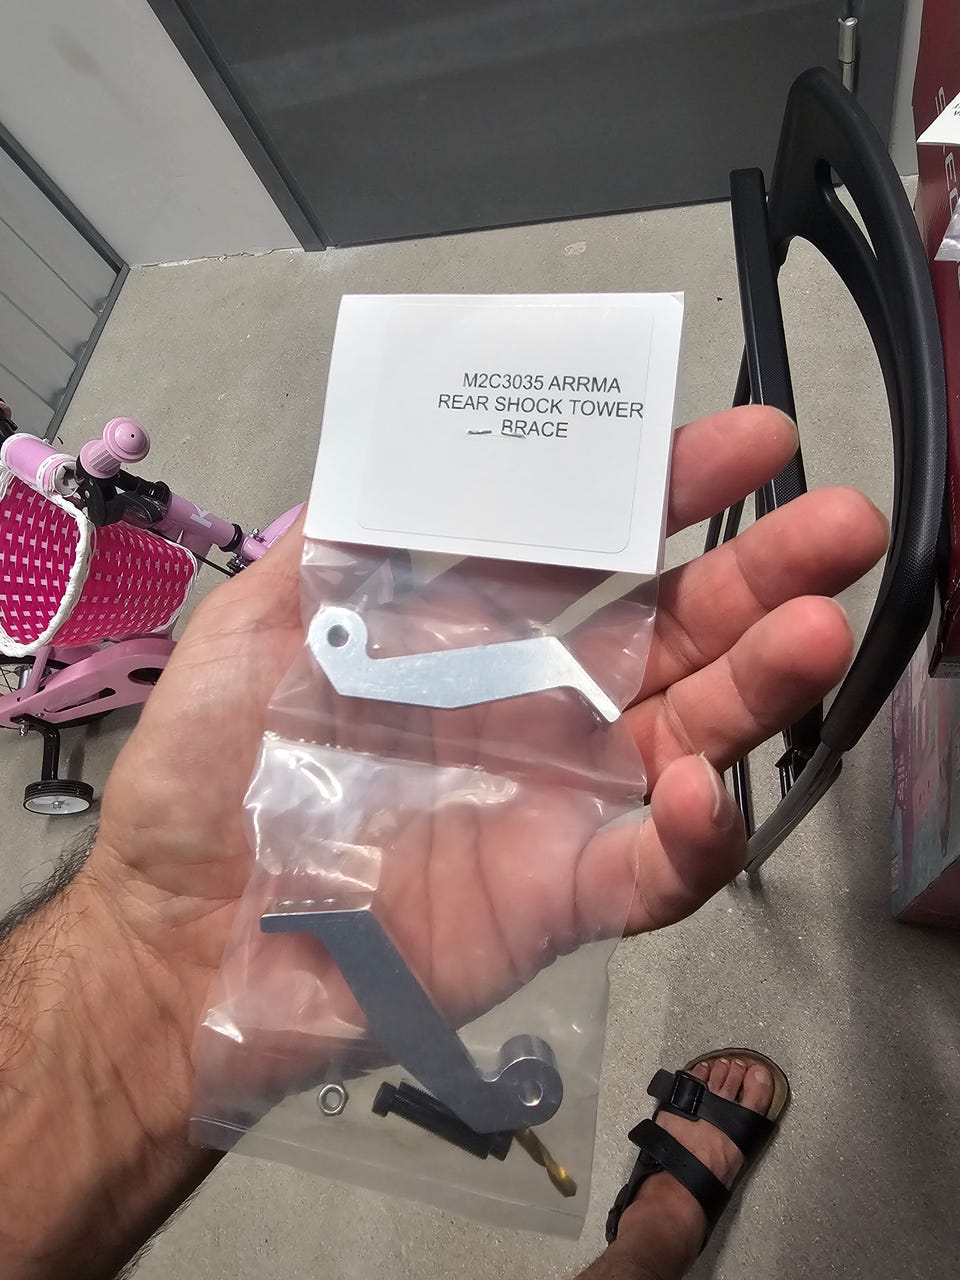 M2C3035 ARRMA
REAR SHOCK TOWER
BRACE